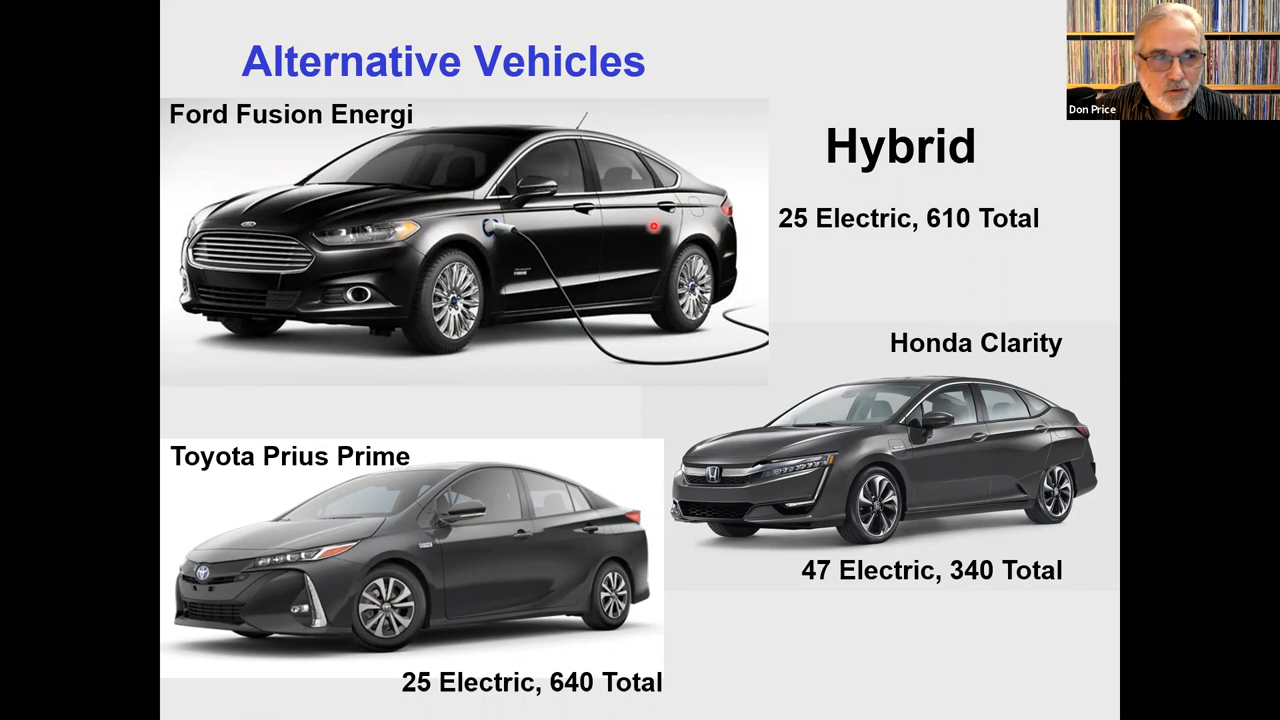 Alternative Vehicles
Don Price
Ford Fusion Energi
Hybrid
25 Electric, 610 Total
Honda Clarity
Toyota Prius Prime
47 Electric, 340 Total
25 Electric, 640 Total